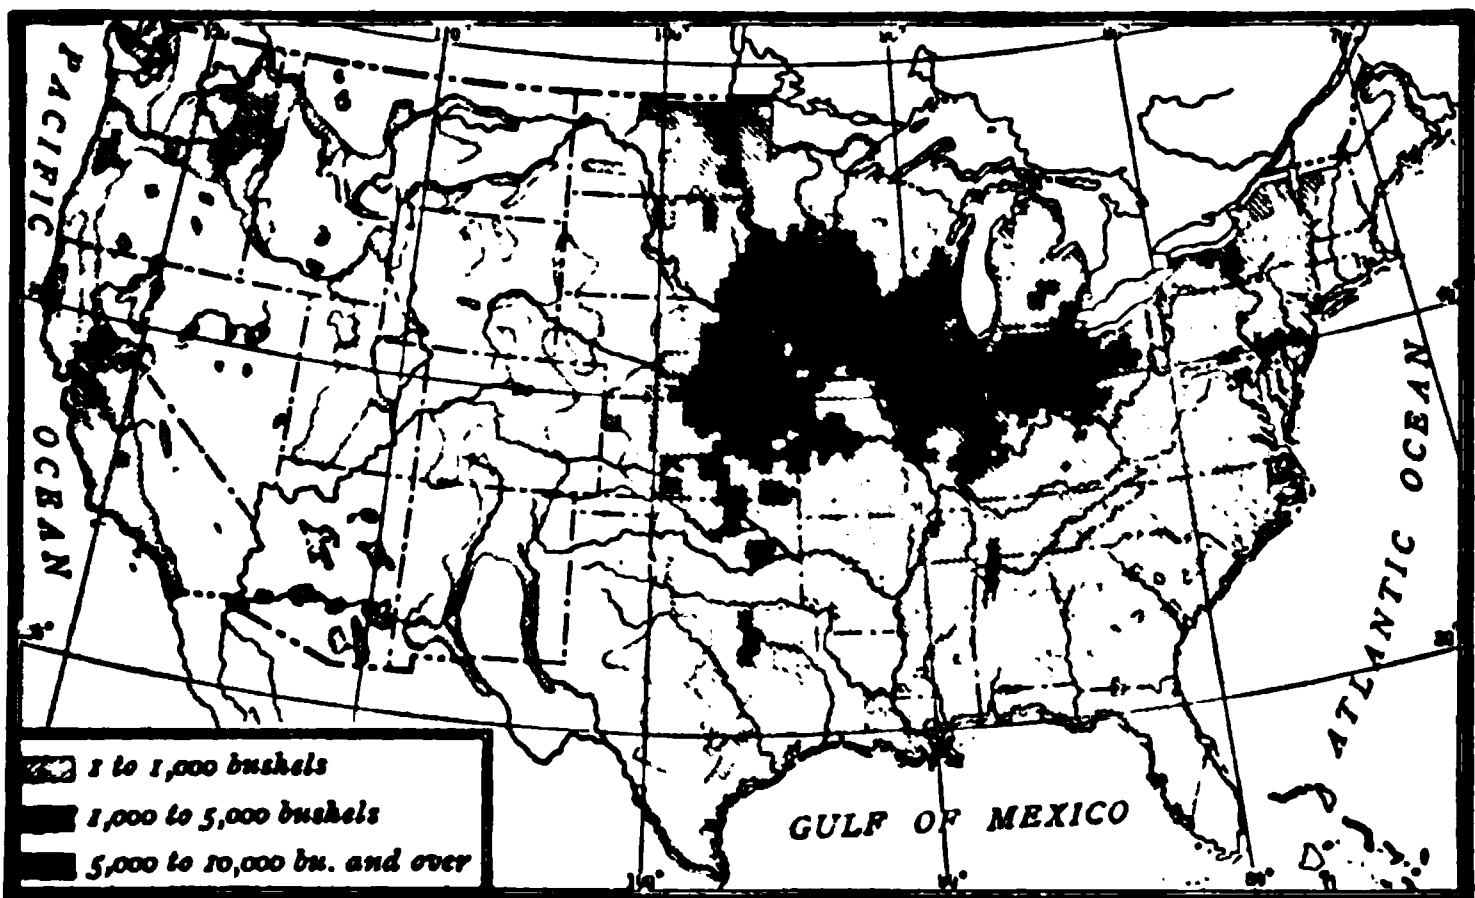 PACIFIC
OCEAN
ATLANTIC OCEAN
GULF OF MEXICO
1 to 1,000 bushels
1,000 to 5,000 bushels
5,000 to 10,000 bu. and over